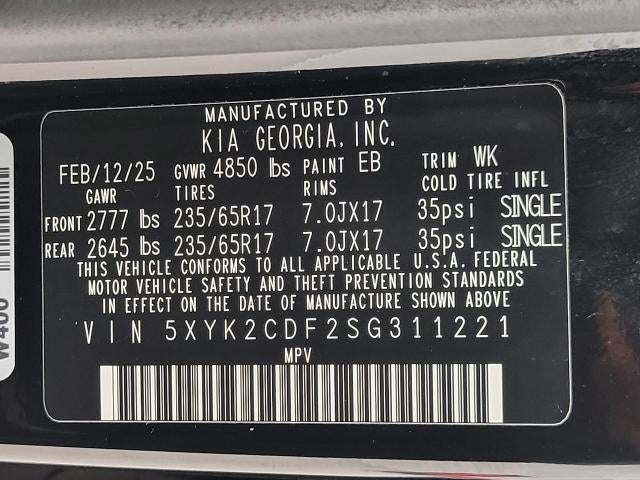 MANUFACTURED BY
KIA GEORGIA, INC.
FEB/12/25 GVWR 4850 lbs PAINT EB TRIM WK
GAWR TIRES RIMS COLD TIRE INFL
FRONT 2777 lbs 235/65R17 7.0JX17 35psi SINGLE
REAR 2645 lbs 235/65R17 7.0JX17 35psi SINGLE
THIS VEHICLE CONFORMS TO ALL APPLICABLE U.S.A. FEDERAL
MOTOR VEHICLE SAFETY AND THEFT PREVENTION STANDARDS
IN EFFECT ON THE DATE OF MANUFACTURE SHOWN ABOVE
VIN 5XYK2CDF2SG311221
MPV